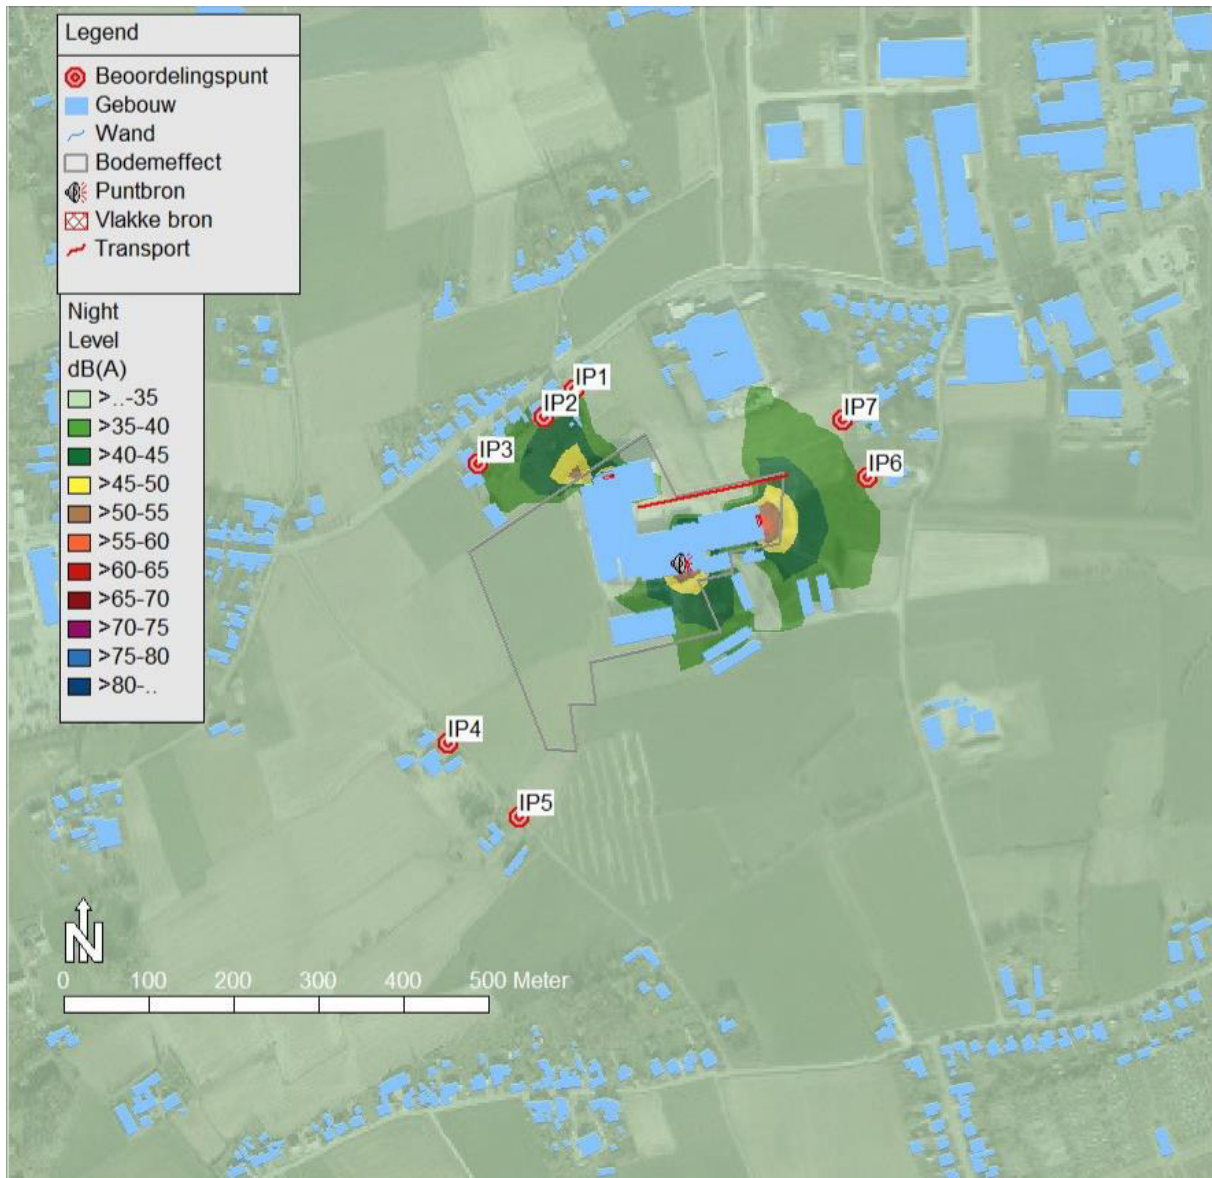 Legend
Beoordelingspunt
Gebouw
Wand
Bodemeffect
Puntbron
Vlakke bron
Transport
Night
Level
dB(A)
>..-35
>35-40
>40-45
>45-50
>50-55
>55-60
>60-65
>65-70
>70-75
>75-80
>80-..
IP1
IP2
IP3
IP7
IP6
IP4
IP5
N
0 100 200 300 400 500 Meter